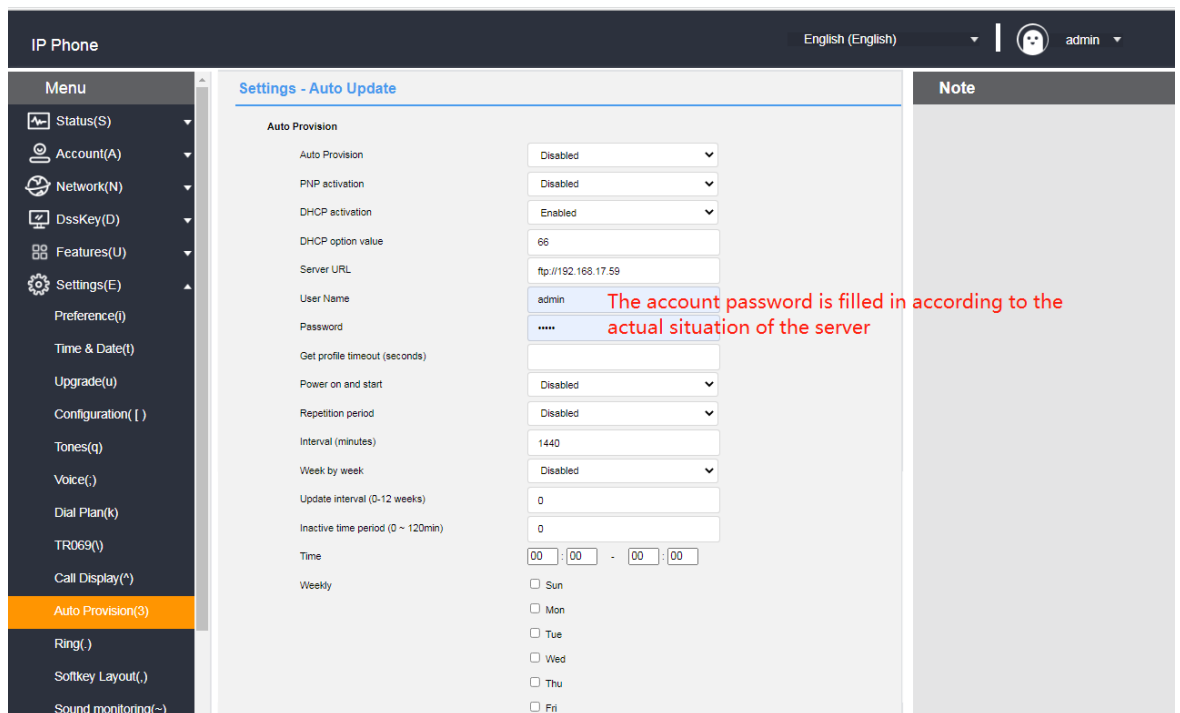 IP Phone
English (English)
admin
Menu
Status(S)
Account(A)
Network(N)
DssKey(D)
Features(U)
Settings(E)
Preference(i)
Time & Date(t)
Upgrade(u)
Configuration( [ )
Tones(q)
Voice(;)
Dial Plan(k)
TR069(\)
Call Display(^)
Auto Provision(3)
Ring(.)
Softkey Layout(,)
Sound monitoring(~)
Settings - Auto Update
Auto Provision
Auto Provision Disabled
PNP activation Disabled
DHCP activation Enabled
DHCP option value 66
Server URL ftp://192.168.17.59
User Name admin
Password •••••
The account password is filled in according to the
actual situation of the server
Get profile timeout (seconds)
Power on and start Disabled
Repetition period Disabled
Interval (minutes) 1440
Week by week Disabled
Update interval (0-12 weeks) 0
Inactive time period (0 ~ 120min) 0
Time 00 : 00 - 00 : 00
Weekly Sun
Mon
Tue
Wed
Thu
Fri
Note